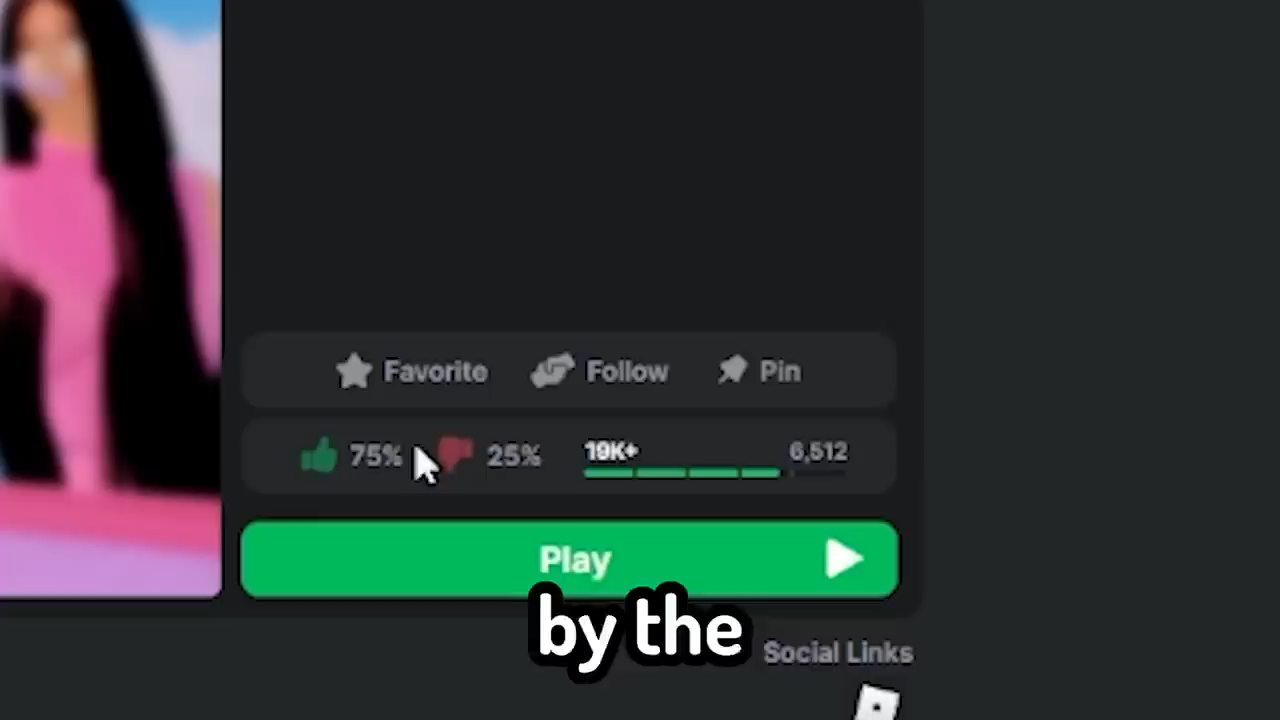 Favorite Follow Pin
75% 25% 19K+ 6,512
Play
by the
Social Links